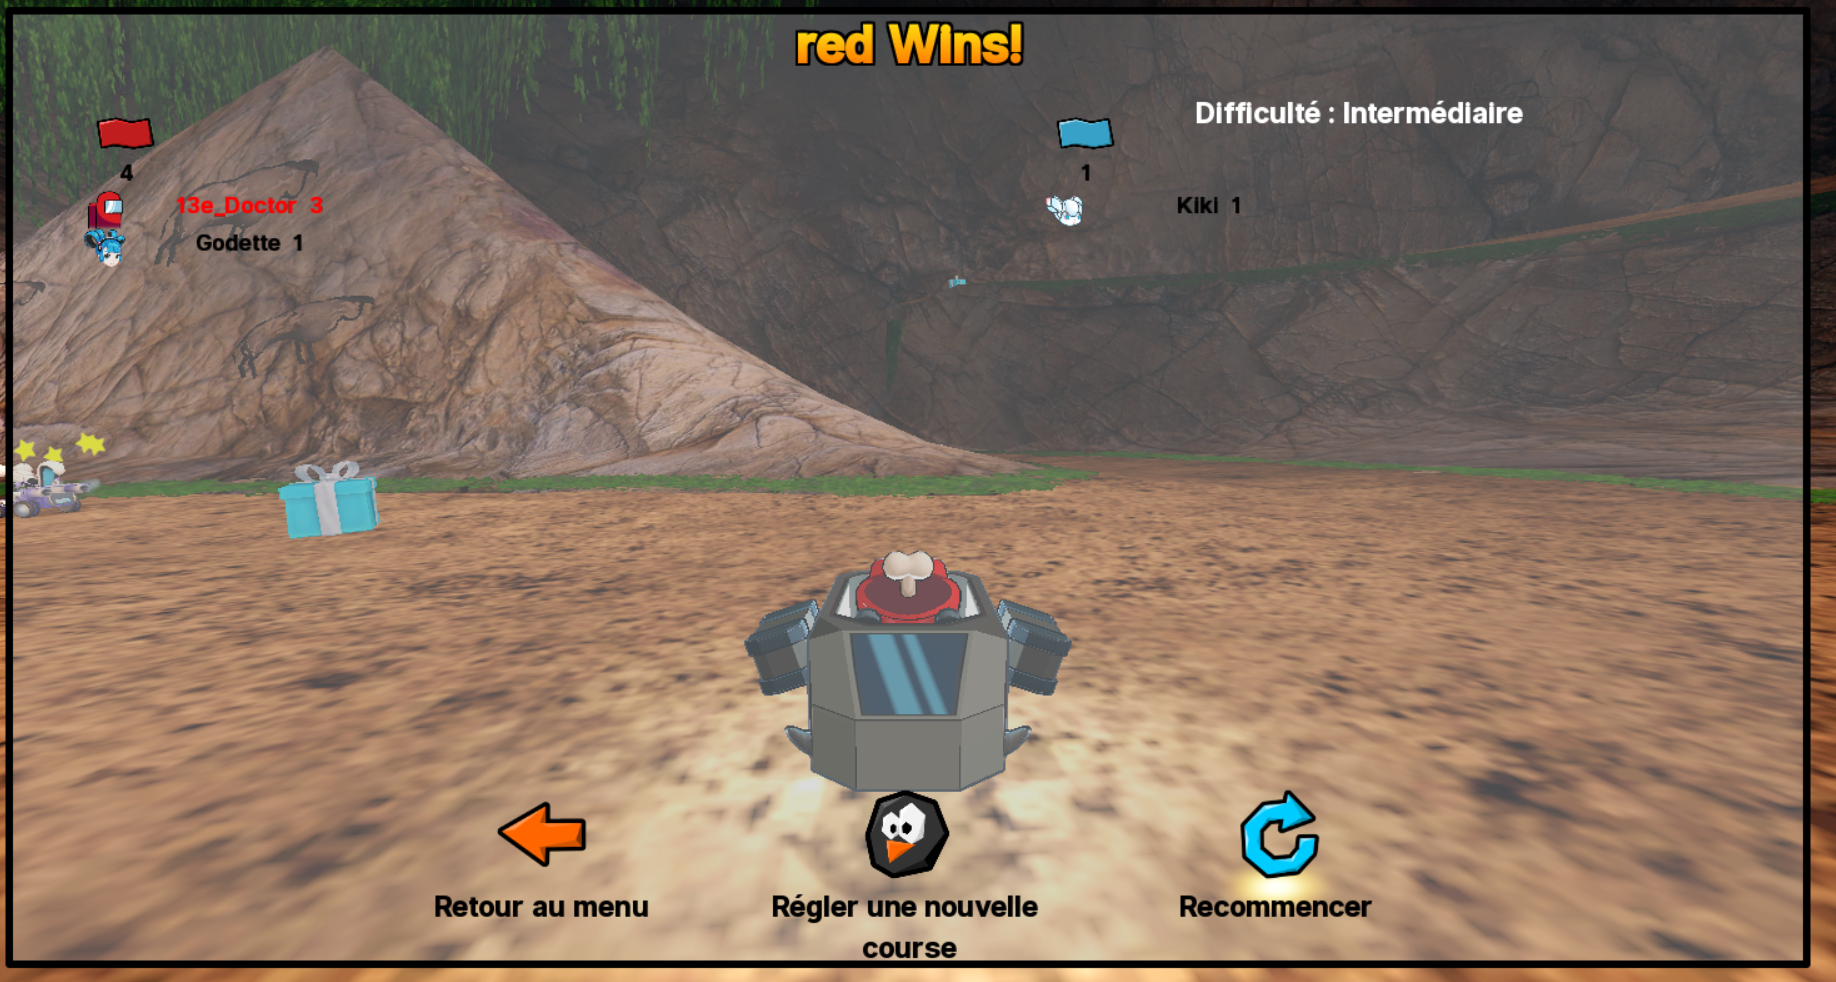 red Wins!
Difficulté : Intermédiaire
4
13e_Doctor 3
Godette 1
1
Kiki 1
Retour au menu
Régler une nouvelle
course
Recommencer